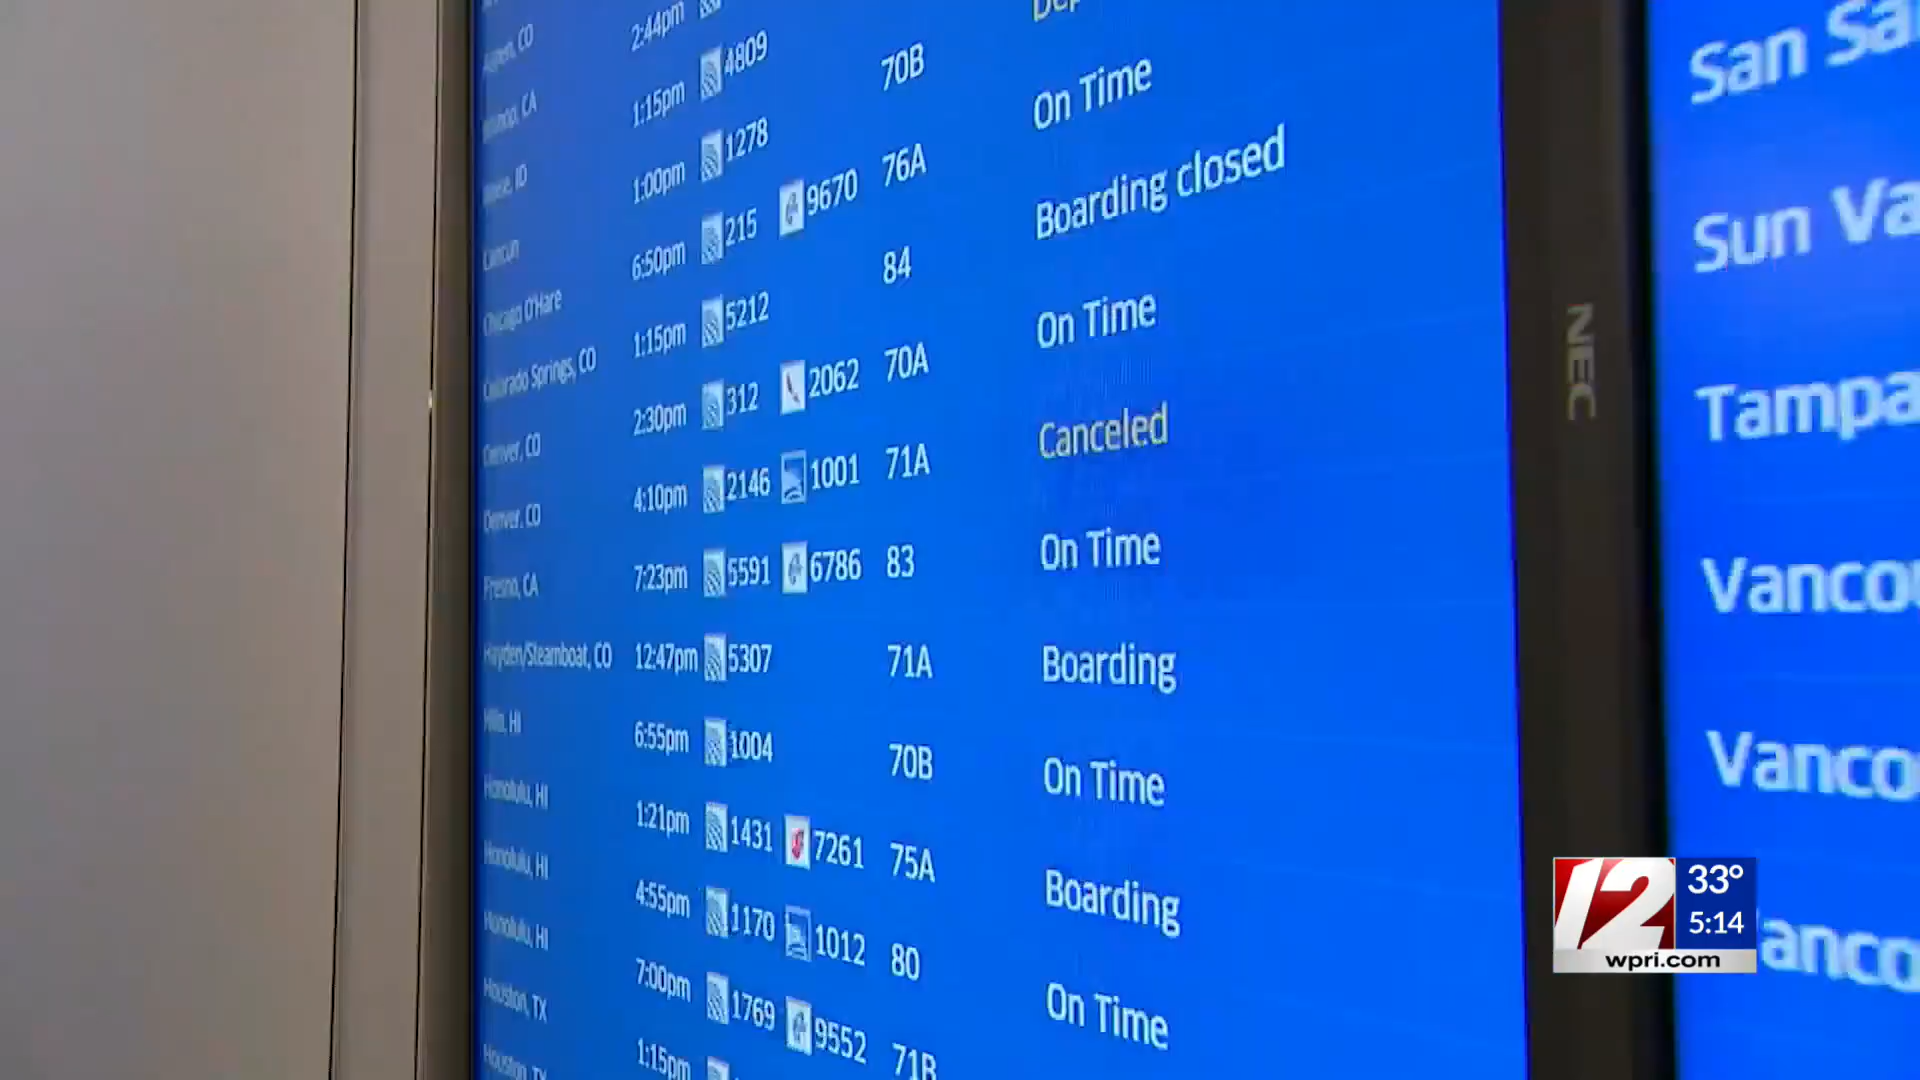 Aspen, CO
Bishop, CA 2:44pm
Boise, ID 1:15pm 4809
Cancun 1:00pm 1278 70B Dep
Chicago O'Hare 6:50pm 215 9670 76A On Time
Colorado Springs, CO 1:15pm 5212 84 Boarding closed
Denver, CO 2:30pm 312 2062 70A On Time
Denver, CO 4:10pm 2146 1001 71A Canceled
Fresno, CA 7:23pm 5591 6786 83 On Time
Hayden/Steamboat, CO 12:47pm 5307 71A Boarding
Hilo, HI 6:55pm 1004 70B On Time
Honolulu, HI 1:21pm 1431 7261 75A Boarding
Honolulu, HI 4:55pm 1170 1012 80 On Time
Honolulu, HI 7:00pm 1769 9552 71B
Houston, TX 1:15pm
Houston, TX
NEC
San Sa
Sun Va
Tampa
Vancou
Vanco
anco
12
33°
5:14
wpri.com